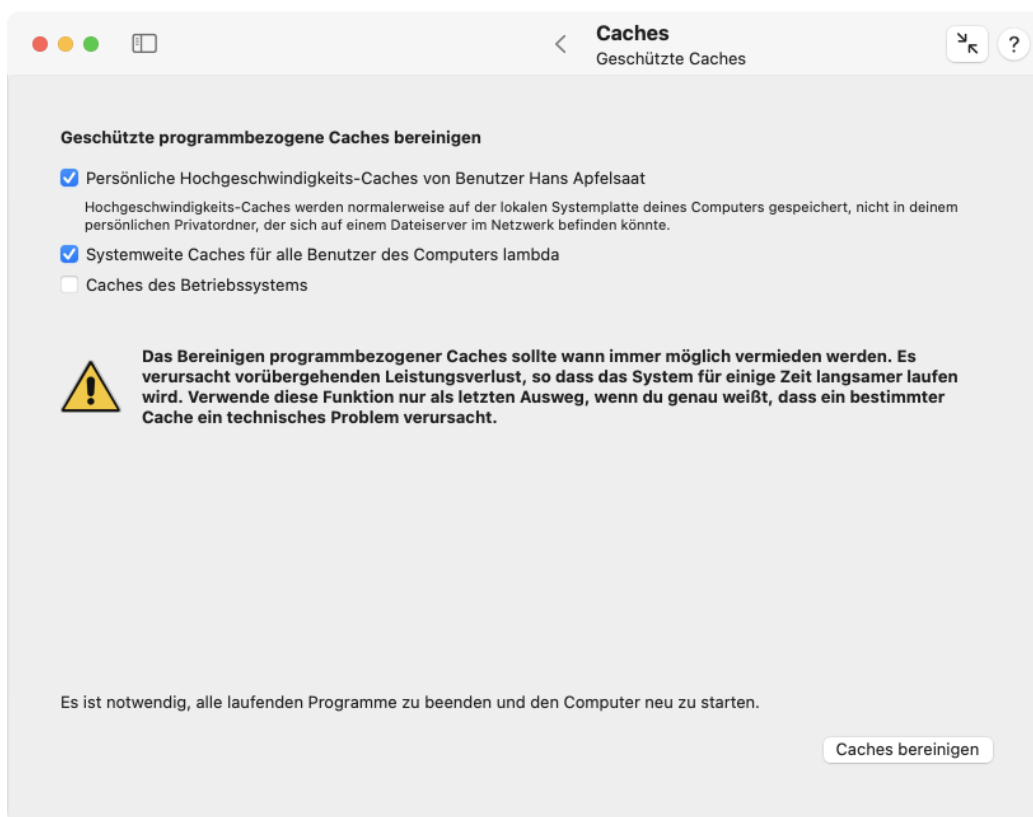 Caches
Geschützte Caches
?
Geschützte programmbezogene Caches bereinigen
Persönliche Hochgeschwindigkeits-Caches von Benutzer Hans Apfelsaat
Hochgeschwindigkeits-Caches werden normalerweise auf der lokalen Systemplatte deines Computers gespeichert, nicht in deinem
persönlichen Privatordner, der sich auf einem Dateiserver im Netzwerk befinden könnte.
Systemweite Caches für alle Benutzer des Computers lambda
Caches des Betriebssystems
Das Bereinigen programmbezogener Caches sollte wann immer möglich vermieden werden. Es
verursacht vorübergehenden Leistungsverlust, so dass das System für einige Zeit langsamer laufen
wird. Verwende diese Funktion nur als letzten Ausweg, wenn du genau weißt, dass ein bestimmter
Cache ein technisches Problem verursacht.
Es ist notwendig, alle laufenden Programme zu beenden und den Computer neu zu starten.
Caches bereinigen